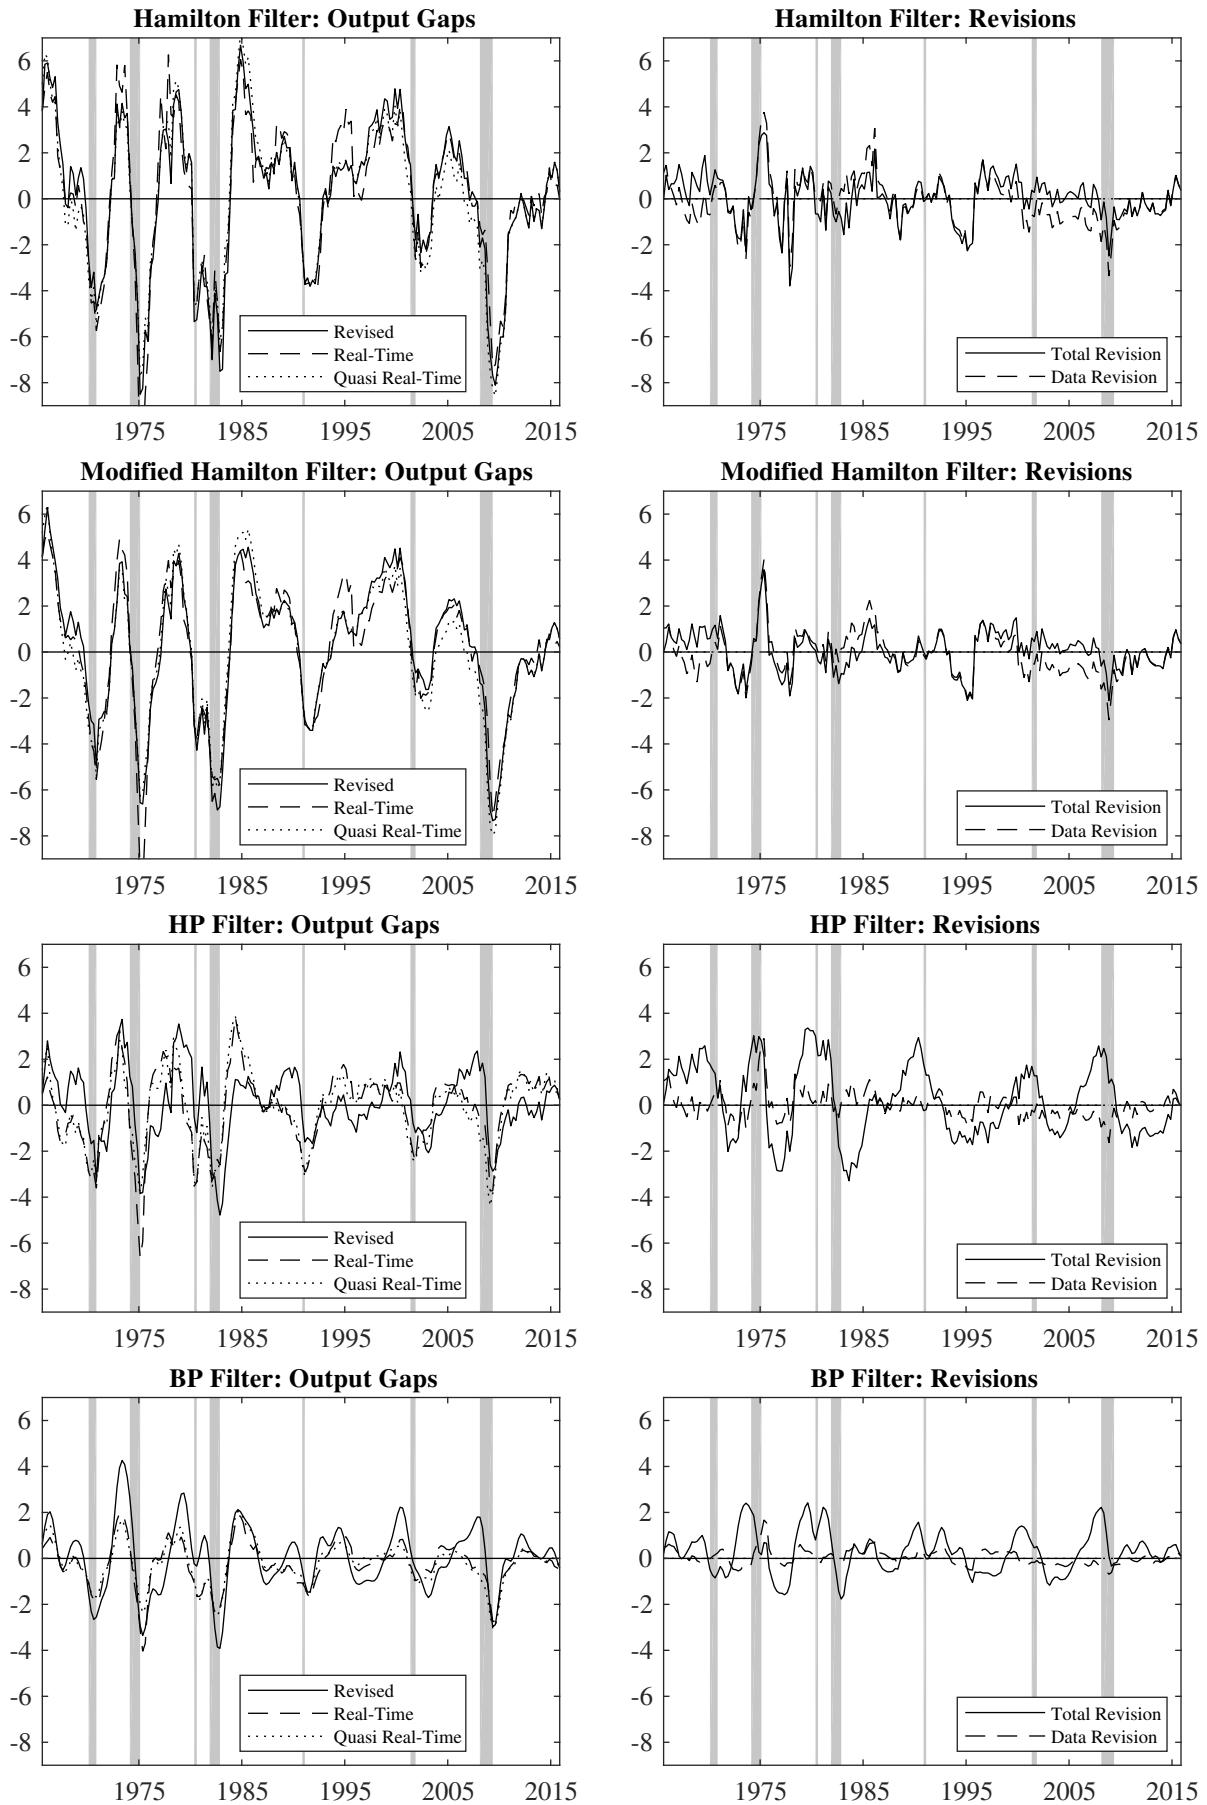 Hamilton Filter: Output Gaps
6
4
2
0
-2
-4
-6
-8
Revised
Real-Time
Quasi Real-Time
1975 1985 1995 2005 2015
Hamilton Filter: Revisions
6
4
2
0
-2
-4
-6
-8
Total Revision
Data Revision
1975 1985 1995 2005 2015
Modified Hamilton Filter: Output Gaps
6
4
2
0
-2
-4
-6
-8
Revised
Real-Time
Quasi Real-Time
1975 1985 1995 2005 2015
Modified Hamilton Filter: Revisions
6
4
2
0
-2
-4
-6
-8
Total Revision
Data Revision
1975 1985 1995 2005 2015
HP Filter: Output Gaps
6
4
2
0
-2
-4
-6
-8
Revised
Real-Time
Quasi Real-Time
1975 1985 1995 2005 2015
HP Filter: Revisions
6
4
2
0
-2
-4
-6
-8
Total Revision
Data Revision
1975 1985 1995 2005 2015
BP Filter: Output Gaps
6
4
2
0
-2
-4
-6
-8
Revised
Real-Time
Quasi Real-Time
1975 1985 1995 2005 2015
BP Filter: Revisions
6
4
2
0
-2
-4
-6
-8
Total Revision
Data Revision
1975 1985 1995 2005 2015